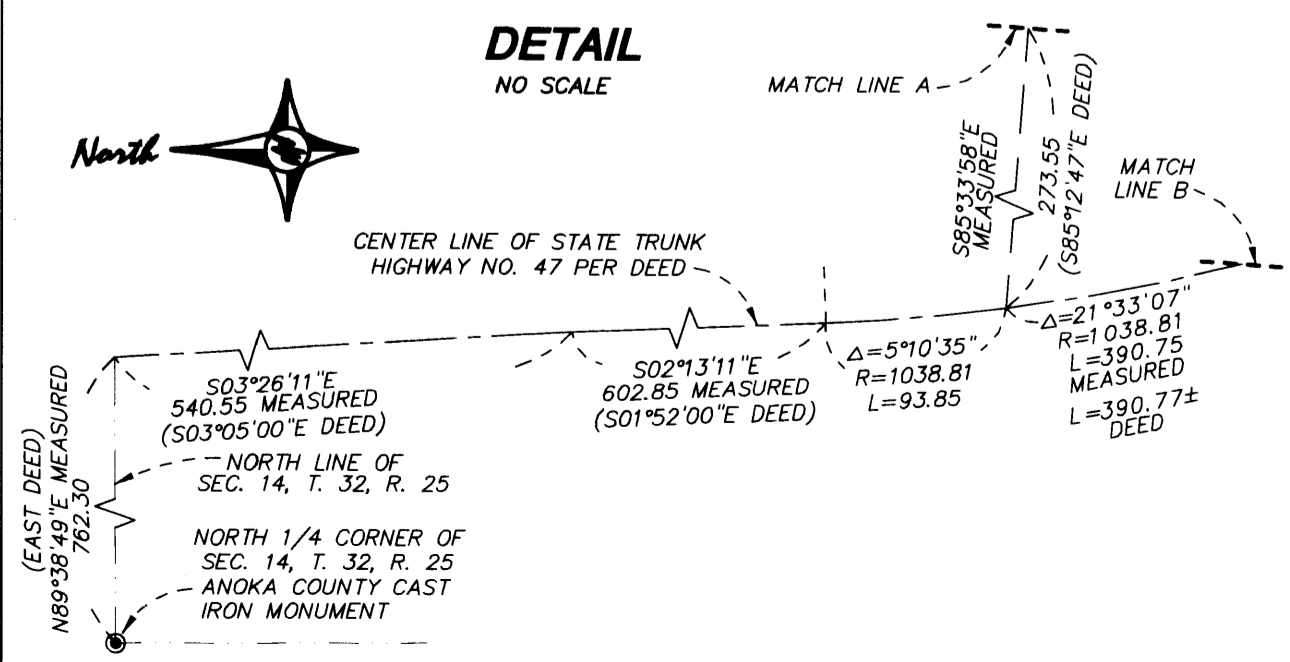 DETAIL
NO SCALE
North
MATCH LINE A
S85°33'58"E
MEASURED
273.55
(S85°12'47"E DEED)
MATCH
LINE B
CENTER LINE OF STATE TRUNK
HIGHWAY NO. 47 PER DEED
S03°26'11"E
540.55 MEASURED
(S03°05'00"E DEED)
S02°13'11"E
602.85 MEASURED
(S01°52'00"E DEED)
Δ=5°10'35"
R=1038.81
L=93.85
Δ=21°33'07"
R=1038.81
L=390.75
MEASURED
L=390.77±
DEED
(EAST DEED)
N89°38'49"E MEASURED
762.30
NORTH LINE OF
SEC. 14, T. 32, R. 25
NORTH 1/4 CORNER OF
SEC. 14, T. 32, R. 25
ANOKA COUNTY CAST
IRON MONUMENT